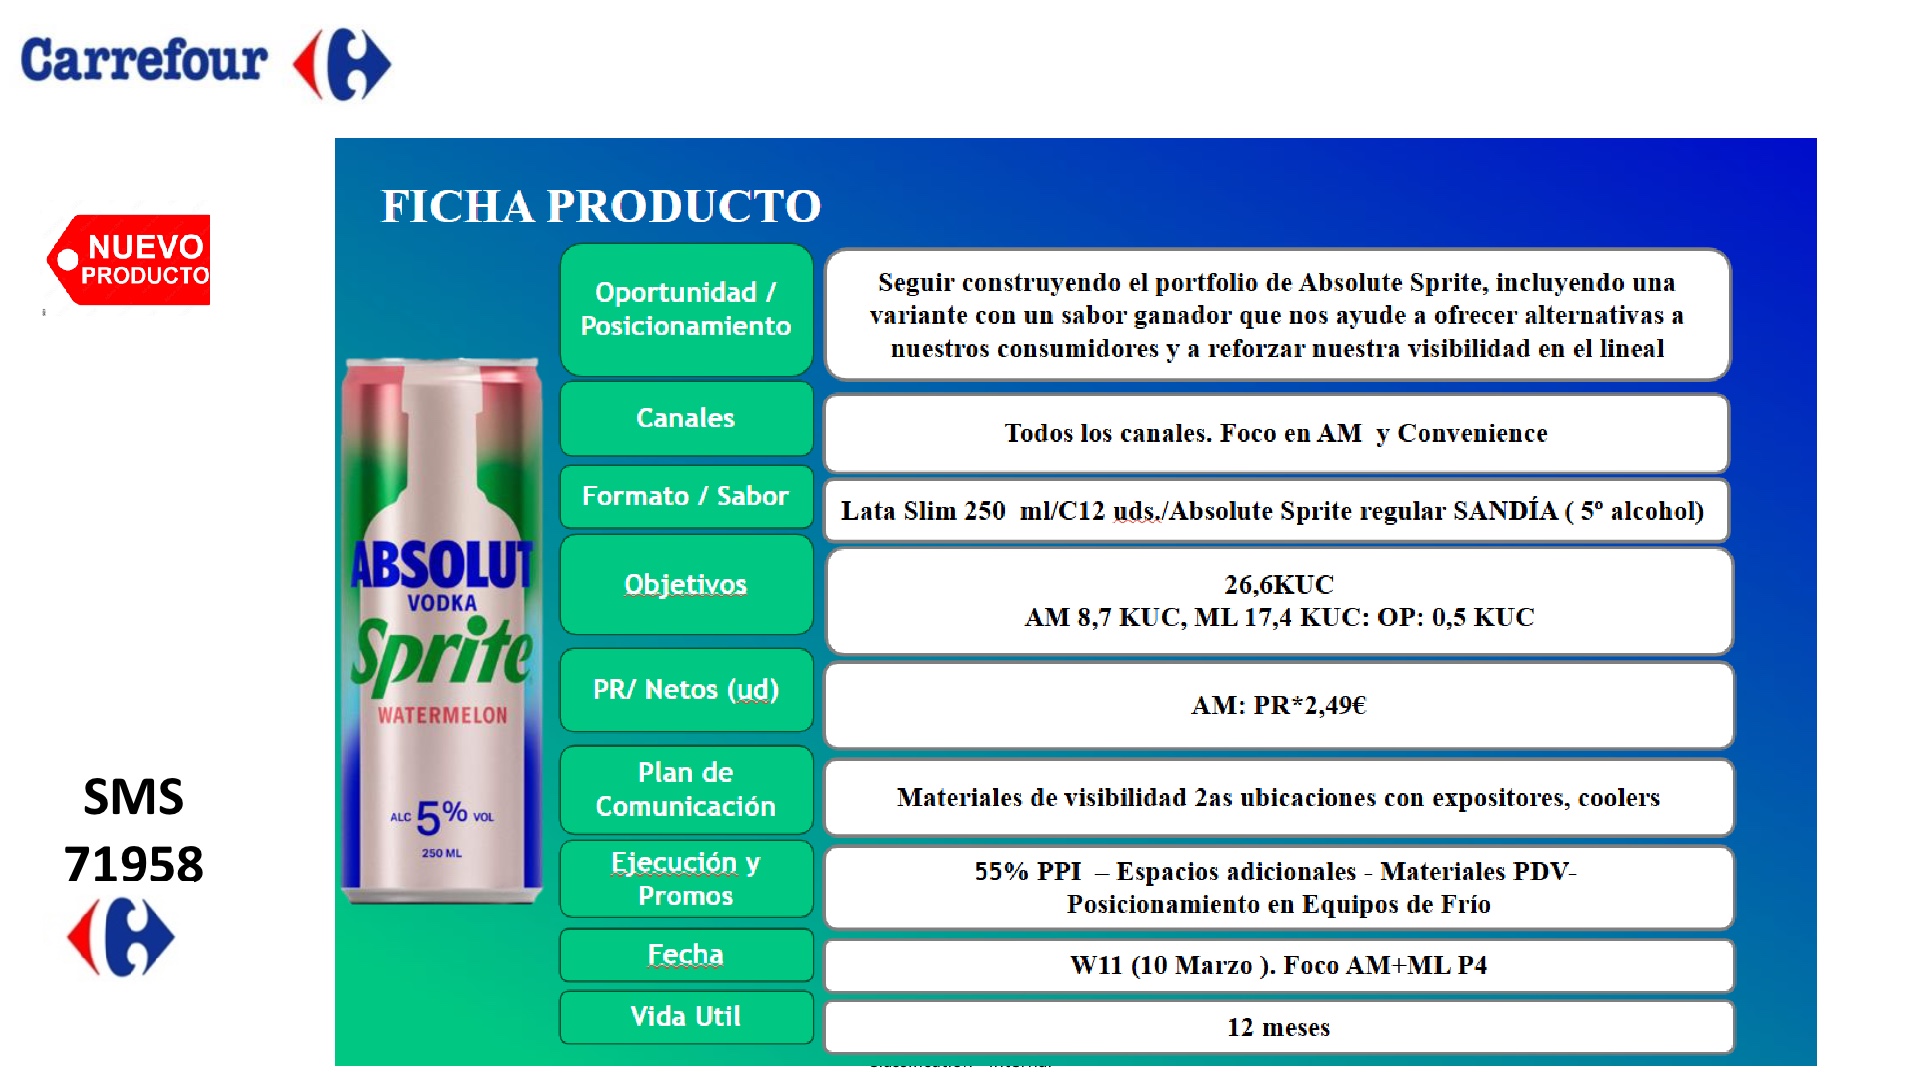 Carrefour
NUEVO
PRODUCTO
FICHA PRODUCTO
Oportunidad /
Posicionamiento
Seguir construyendo el portfolio de Absolute Sprite, incluyendo una
variante con un sabor ganador que nos ayude a ofrecer alternativas a
nuestros consumidores y a reforzar nuestra visibilidad en el lineal
Canales
Todos los canales. Foco en AM y Convenience
Formato / Sabor
Lata Slim 250 ml/C12 uds./Absolute Sprite regular SANDÍA ( 5º alcohol)
Objetivos
26,6KUC
AM 8,7 KUC, ML 17,4 KUC: OP: 0,5 KUC
PR/ Netos (ud)
AM: PR*2,49€
Plan de
Comunicación
Materiales de visibilidad 2as ubicaciones con expositores, coolers
Ejecución y
Promos
55% PPI – Espacios adicionales - Materiales PDV-
Posicionamiento en Equipos de Frío
Fecha
W11 (10 Marzo ). Foco AM+ML P4
Vida Util
12 meses
ABSOLUT
VODKA
Sprite
WATERMELON
ALC 5% VOL
250 ML
SMS
71958